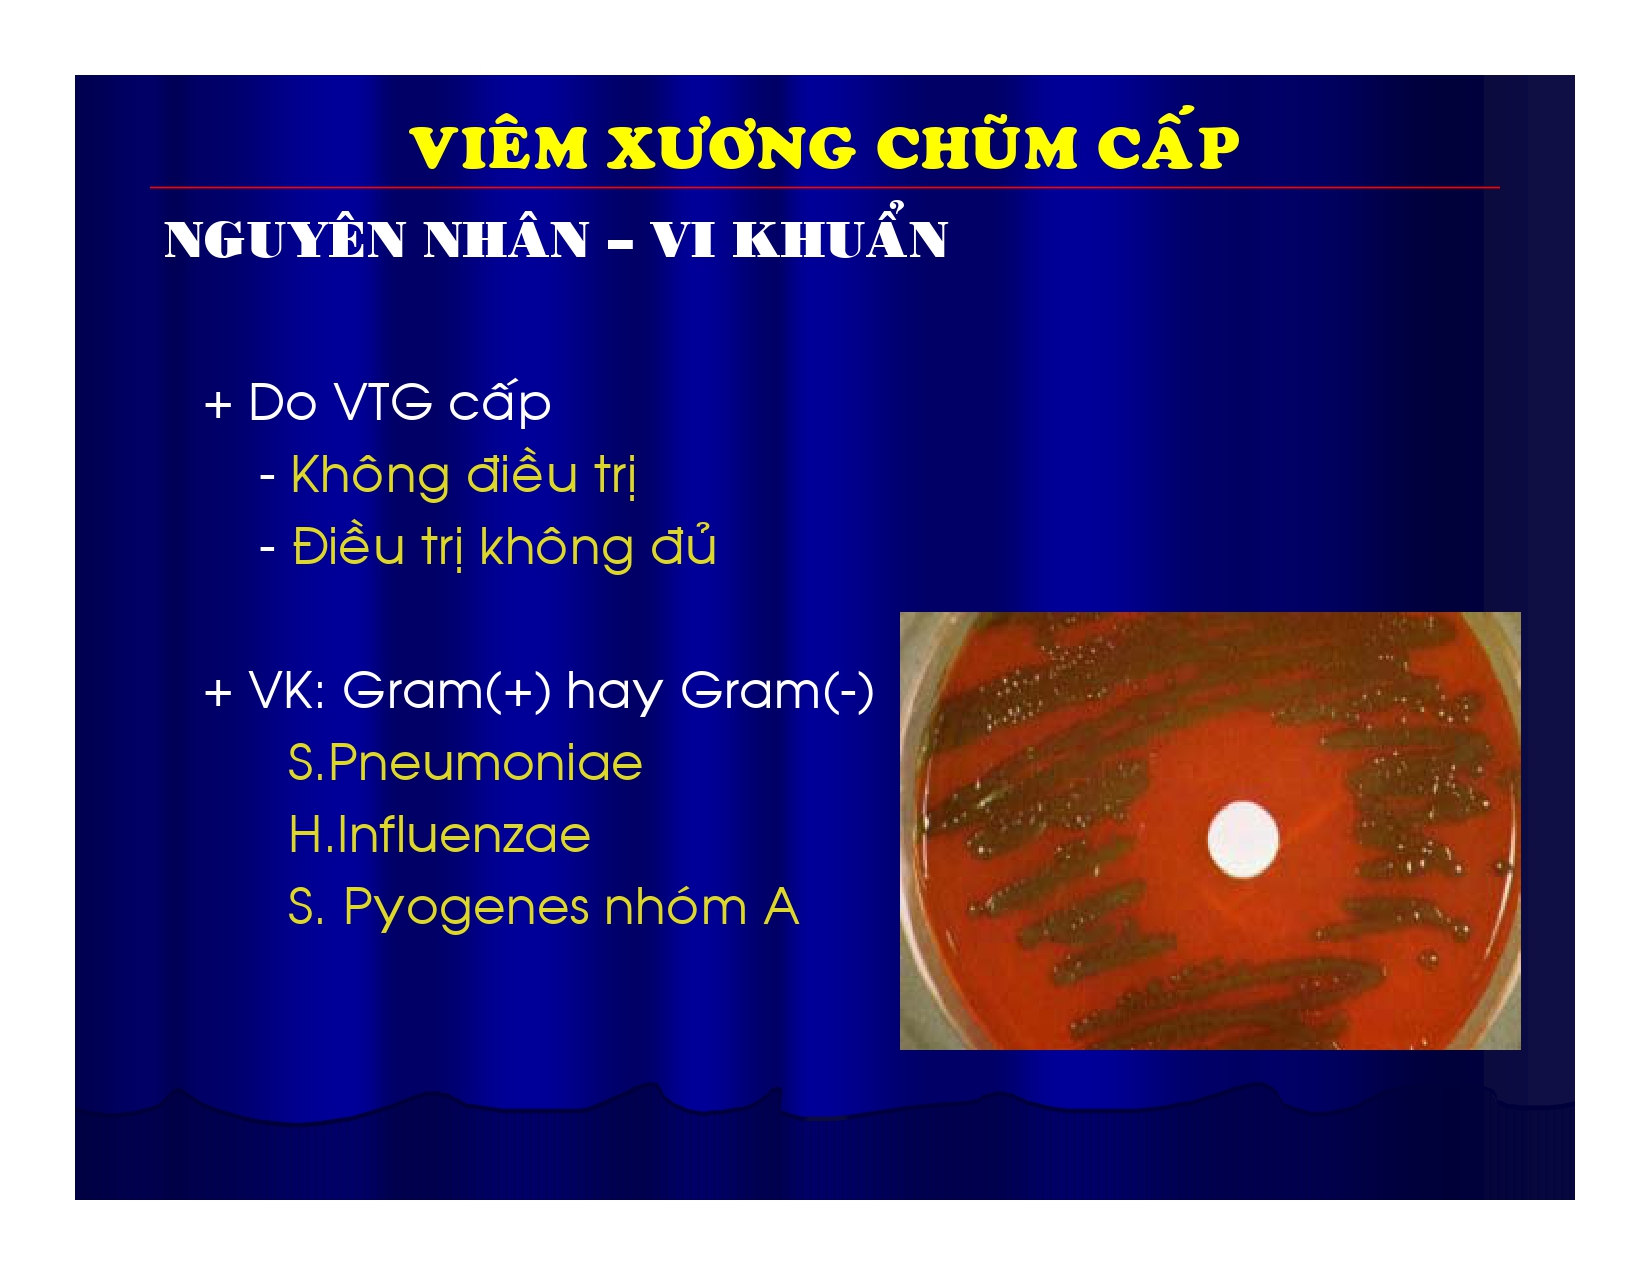 VIÊM XƯƠNG CHŨM CẤP
NGUYÊN NHÂN – VI KHUẨN
+ Do VTG cấp
- Không điều trị
- Điều trị không đủ
+ VK: Gram(+) hay Gram(-)
S.Pneumoniae
H.Influenzae
S. Pyogenes nhóm A